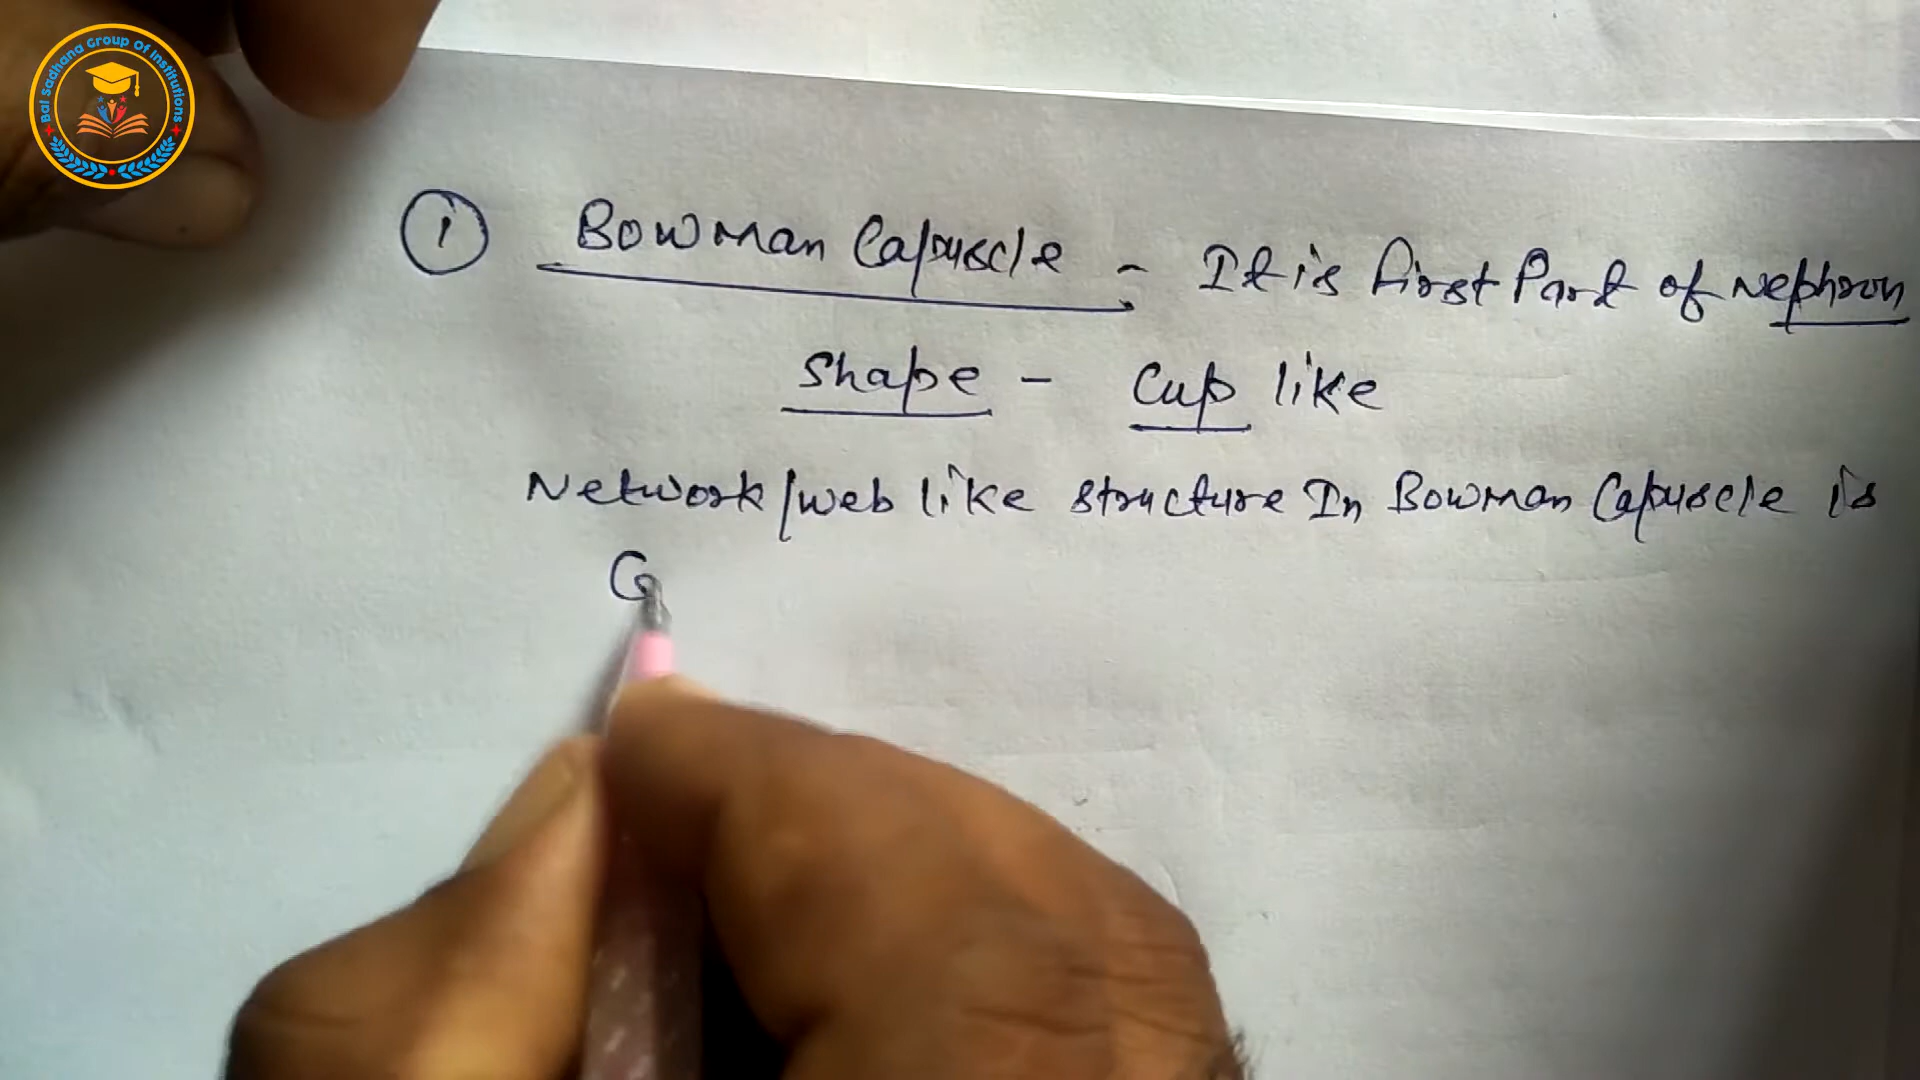 Bal Sadhana Group Of Institutions
① Bowman Capuscle - It is first Part of Nephron
Shape - Cup like
Network/web like structure In Bowman Capuscle is
G